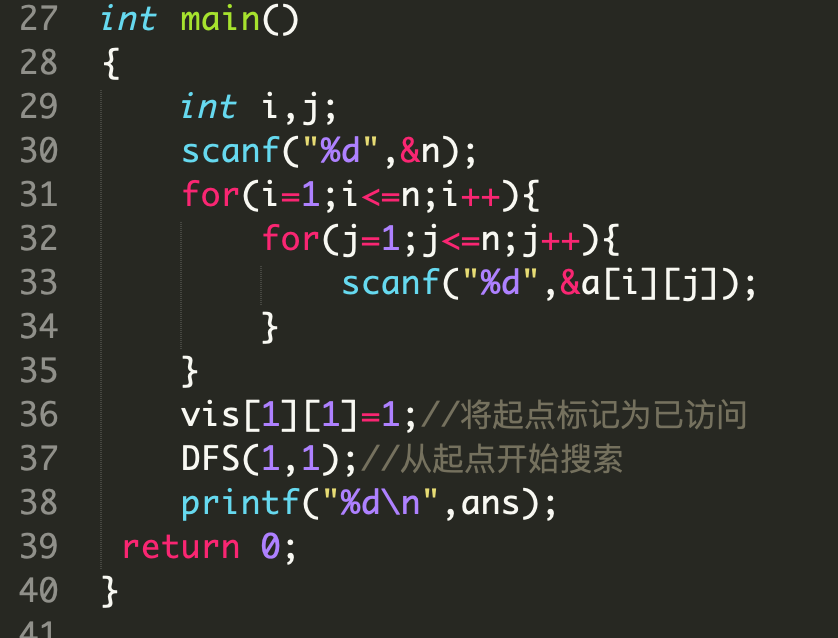 27 int main()
28 {
29 int i,j;
30 scanf("%d",&n);
31 for(i=1;i<=n;i++){
32 for(j=1;j<=n;j++){
33 scanf("%d",&a[i][j]);
34 }
35 }
36 vis[1][1]=1;//将起点标记为已访问
37 DFS(1,1);//从起点开始搜索
38 printf("%d\n",ans);
39 return 0;
40 }
41